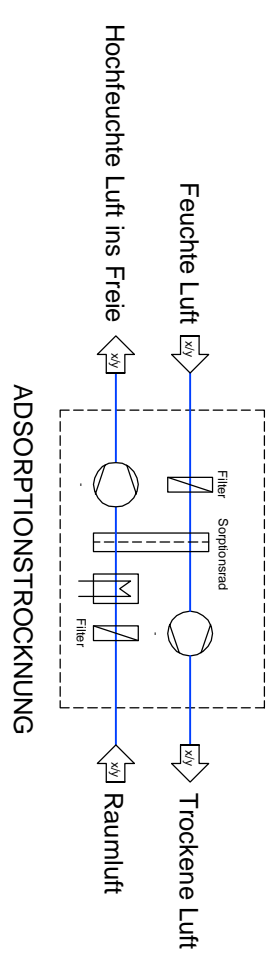 Feuchte Luft
x/y
Filter
Sorptionsrad
x/y
Trockene Luft
Hochfeuchte Luft ins Freie
x/y
Filter
x/y
Raumluft
ADSORPTIONSTROCKNUNG